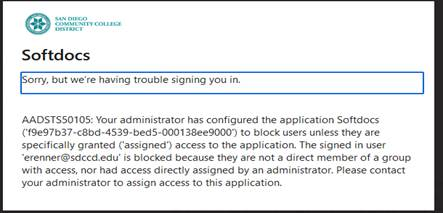 SAN DIEGO
COMMUNITY COLLEGE
DISTRICT
Softdocs
Sorry, but we're having trouble signing you in.
AADSTS50105: Your administrator has configured the application Softdocs
('f9e97b37-c8bd-4539-bed5-000138ee9000') to block users unless they are
specifically granted ('assigned') access to the application. The signed in user
'erenner@sdccd.edu' is blocked because they are not a direct member of a group
with access, nor had access directly assigned by an administrator. Please contact
your administrator to assign access to this application.